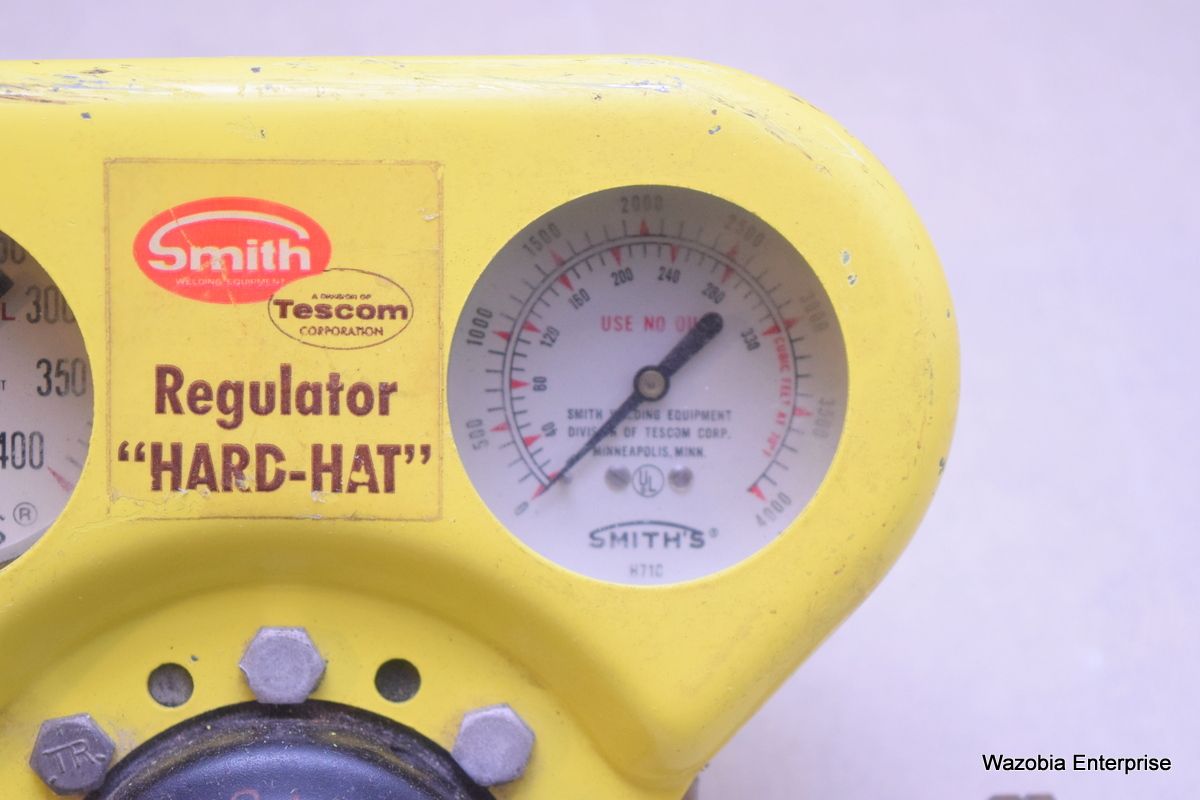 Smith
WELDING EQUIPMENT
A DIVISION OF
Tescom
CORPORATION
Regulator
“HARD-HAT”
300
350
400
®
0
500
1000
1500
2000
2500
3000
3500
4000
40
80
120
160
200
240
280
330
USE NO
CUBIC FEET AT 70°F
SMITH WELDING EQUIPMENT
DIVISION OF TESCOM CORP.
MINNEAPOLIS, MINN.
UL
SMITH'S®
H71C
TR
Wazobia Enterprise